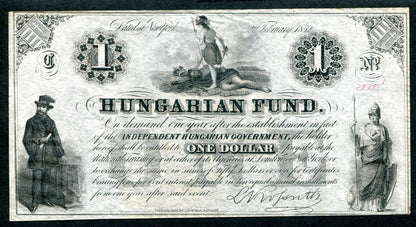 Dated at New York February 1852
1 1
C No
HUNGARIAN FUND.
On demand one year after the establishment in fact
of the INDEPENDENT HUNGARIAN GOVERNMENT, the holder
hereof shall be entitled to ONE DOLLAR payable at the
National treasury or at either of its Agencies, at London or New York or
to exchange the same in sums of fifty Dollars or over for certificates
bearing four per Cent interest payable in ten equal annual installments
from one year after said event.
L Kossuth